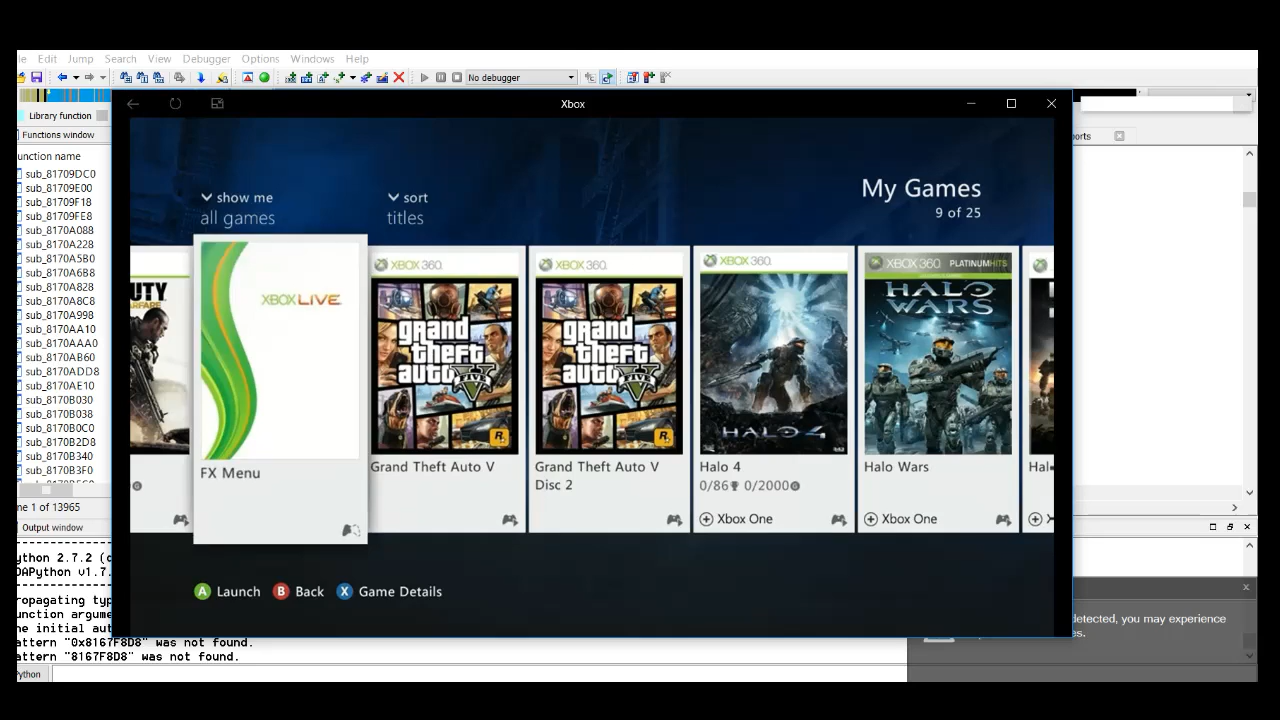 le Edit Jump Search View Debugger Options Windows Help
No debugger
Library function
Xbox
Functions window
orts
unction name
sub_81709DC0
sub_81709E00
sub_81709F18
sub_81709FE8
sub_8170A088
sub_8170A228
sub_8170A5B0
sub_8170A6B8
sub_8170A828
sub_8170A8C8
sub_8170A998
sub_8170AA10
sub_8170AAA0
sub_8170AB60
sub_8170ADD8
sub_8170AE10
sub_8170B030
sub_8170B038
sub_8170B0C0
sub_8170B2D8
sub_8170B340
sub_8170B3F0
ne 1 of 13965
Output window
ython 2.7.2 (d
DAPython v1.7.
ropagating typ
unction argume
he initial aut
attern "0x8167F8D8" was not found.
attern "8167F8D8" was not found.
ython
show me
all games
sort
titles
My Games
9 of 25
UTY
ARFARE
XBOX LIVE
FX Menu
XBOX 360
grand
theft
auto
V
FIVE
R
Grand Theft Auto V
XBOX 360
grand
theft
auto
V
FIVE
R
Grand Theft Auto V
Disc 2
XBOX 360
HALO 4
Halo 4
0/86 0/2000 G
Xbox One
XBOX 360 PLATINUM HITS
HALO
WARS
Halo Wars
Xbox One
Hal
X
A Launch B Back X Game Details
detected, you may experience
es.